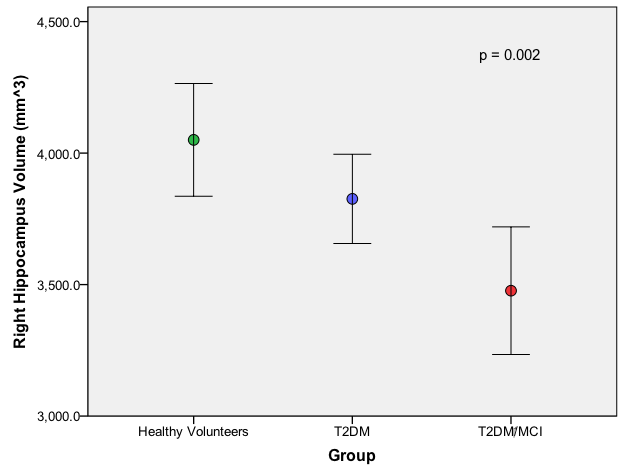 4,500.0
p = 0.002
4,000.0
3,500.0
3,000.0
Right Hippocampus Volume (mm^3)
Healthy Volunteers
T2DM
T2DM/MCI
Group